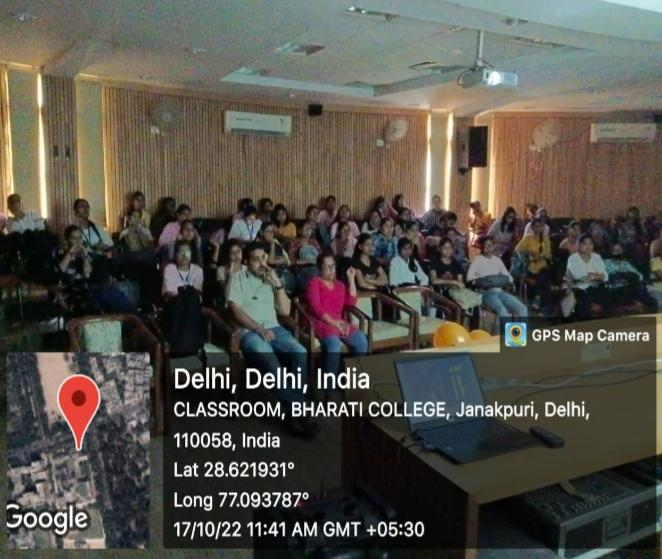 GPS Map Camera
Delhi, Delhi, India
CLASSROOM, BHARATI COLLEGE, Janakpuri, Delhi,
110058, India
Lat 28.621931°
Long 77.093787°
17/10/22 11:41 AM GMT +05:30
Google